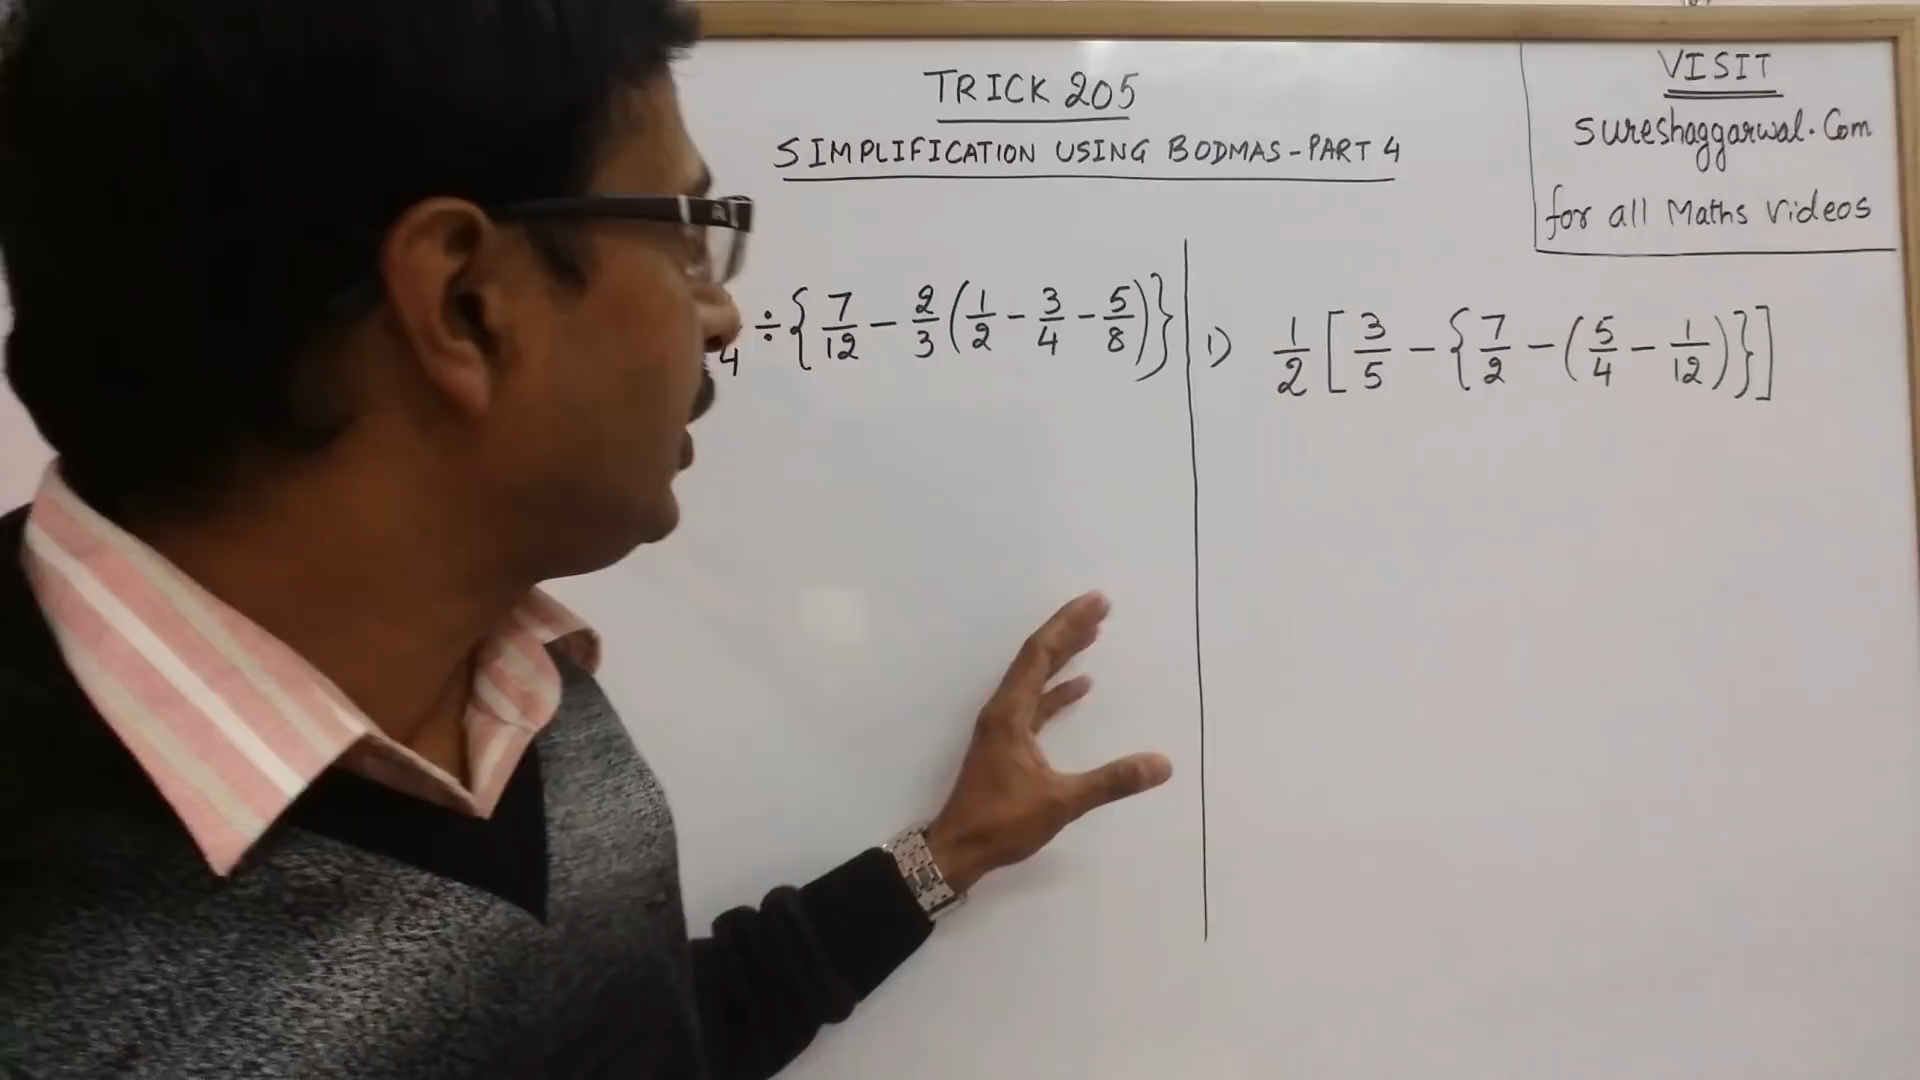 TRICK 205
SIMPLIFICATION USING BODMAS - PART 4
VISIT
sureshaggarwal.Com
for all Maths videos
4 ÷ { 7/12 - 2/3 ( 1/2 - 3/4 - 5/8 ) }
1) 1/2 [ 3/5 - { 7/2 - ( 5/4 - 1/12 ) } ]